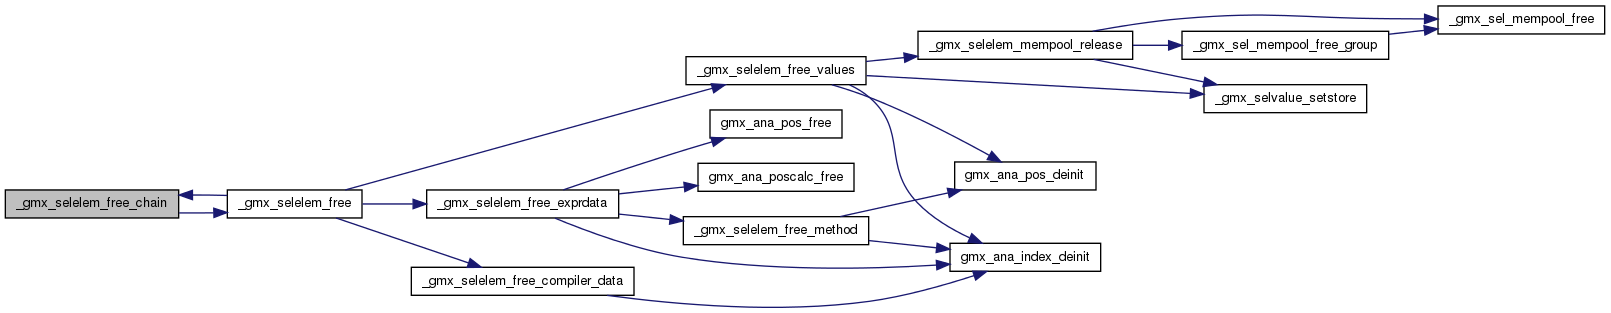 _gmx_selelem_free_chain
_gmx_selelem_free
_gmx_selelem_free_values
_gmx_selelem_free_exprdata
_gmx_selelem_free_compiler_data
gmx_ana_pos_free
gmx_ana_poscalc_free
_gmx_selelem_free_method
_gmx_selelem_mempool_release
gmx_ana_pos_deinit
gmx_ana_index_deinit
_gmx_sel_mempool_free_group
_gmx_selvalue_setstore
_gmx_sel_mempool_free